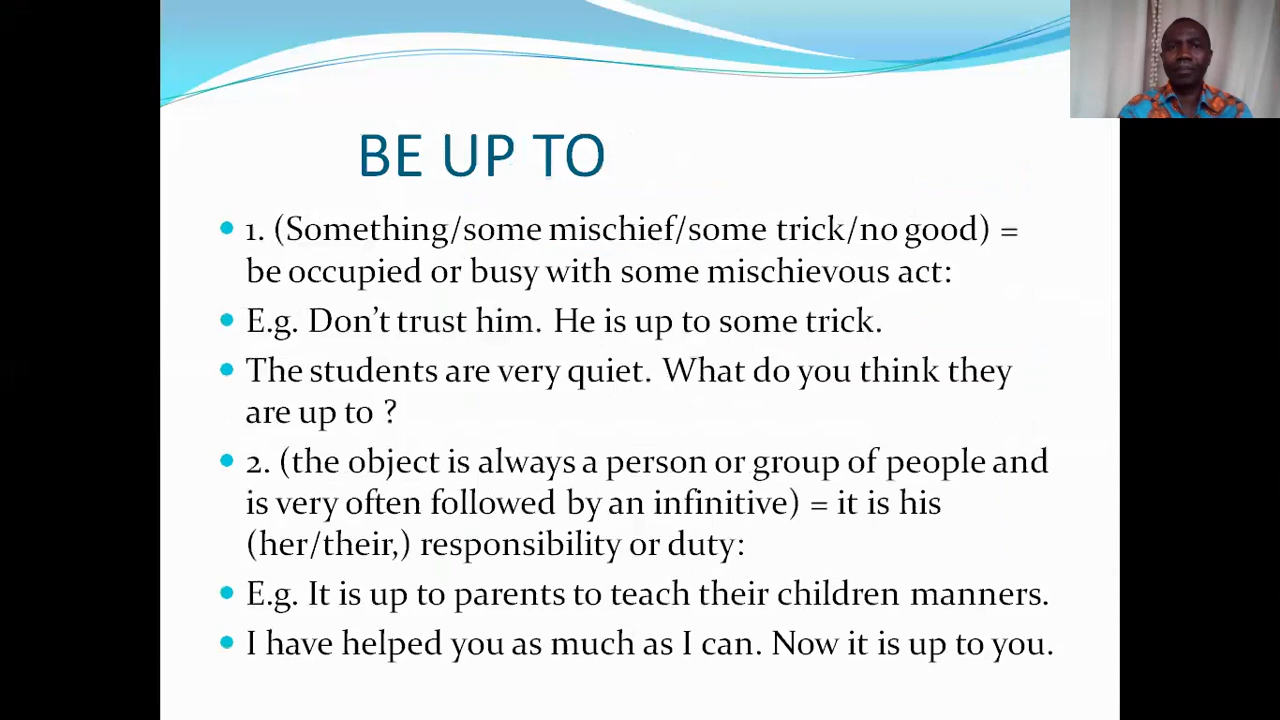 BE UP TO
1. (Something/some mischief/some trick/no good) =
be occupied or busy with some mischievous act:
E.g. Don't trust him. He is up to some trick.
The students are very quiet. What do you think they
are up to ?
2. (the object is always a person or group of people and
is very often followed by an infinitive) = it is his
(her/their,) responsibility or duty:
E.g. It is up to parents to teach their children manners.
I have helped you as much as I can. Now it is up to you.